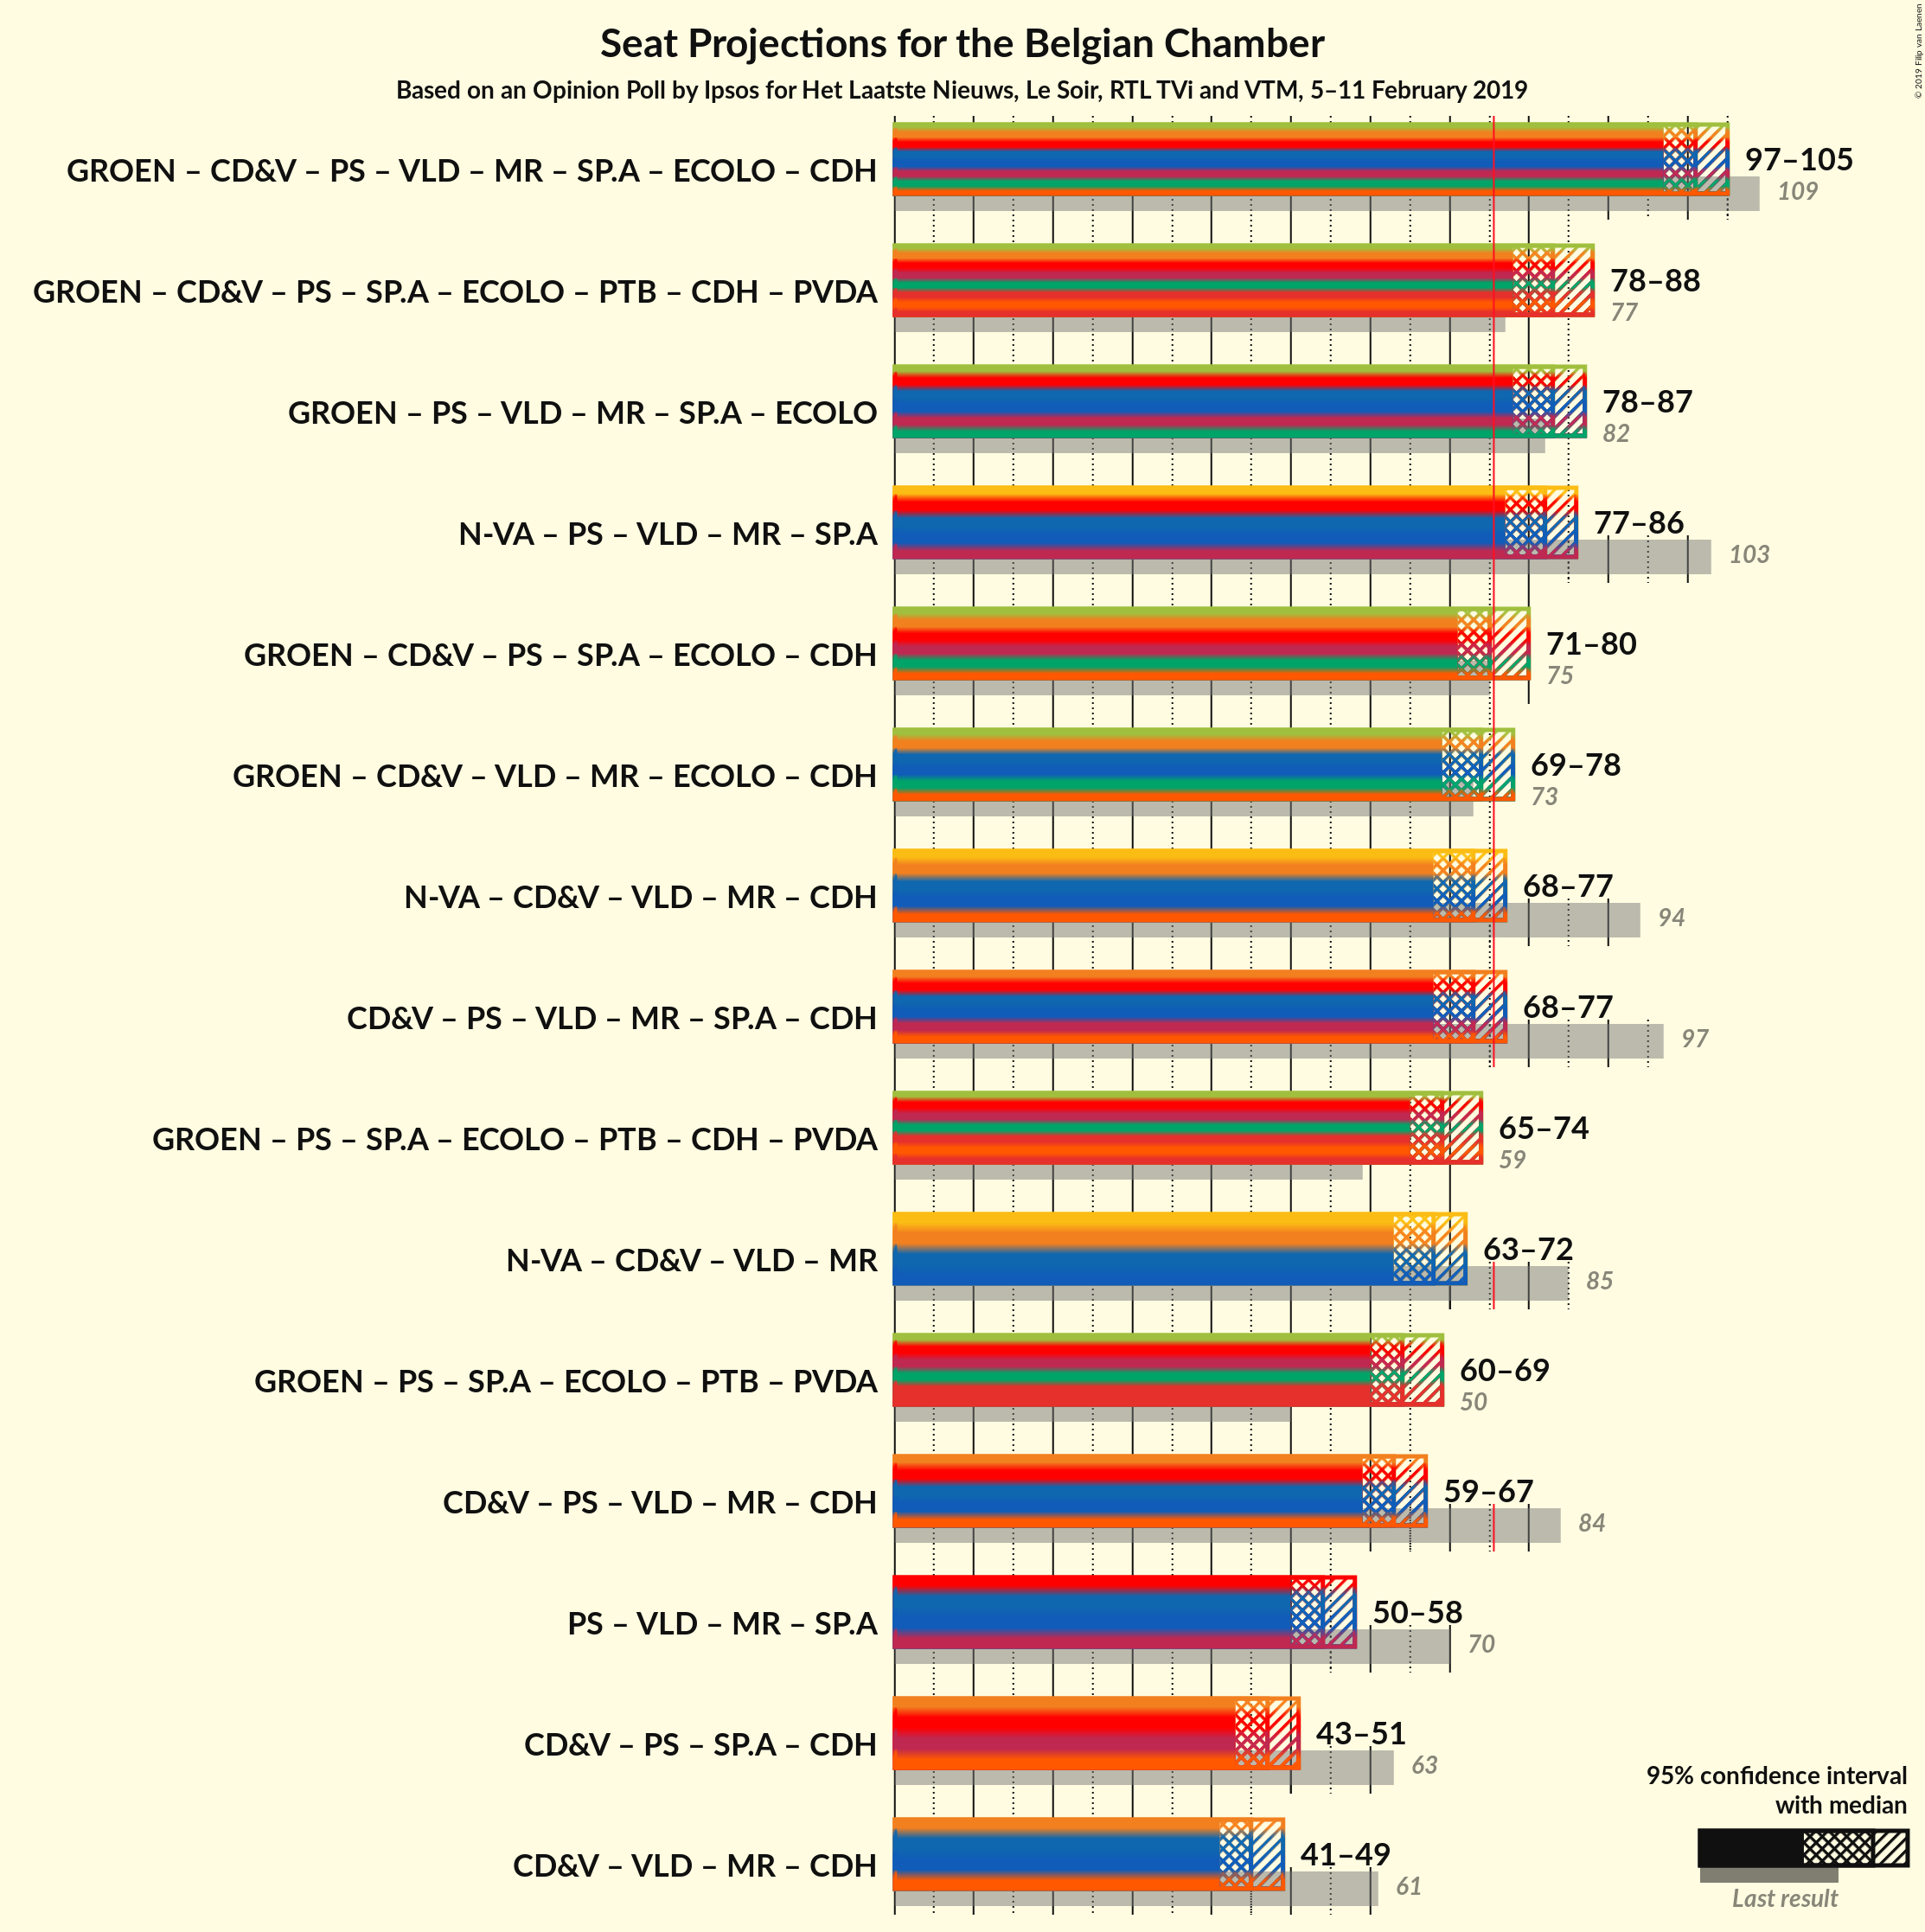 Seat Projections for the Belgian Chamber
Based on an Opinion Poll by Ipsos for Het Laatste Nieuws, Le Soir, RTL TVi and VTM, 5–11 February 2019
© 2019 Filip van Laenen
GROEN – CD&V – PS – VLD – MR – SP.A – ECOLO – CDH
97–105
109
GROEN – CD&V – PS – SP.A – ECOLO – PTB – CDH – PVDA
78–88
77
GROEN – PS – VLD – MR – SP.A – ECOLO
78–87
82
N-VA – PS – VLD – MR – SP.A
77–86
103
GROEN – CD&V – PS – SP.A – ECOLO – CDH
71–80
75
GROEN – CD&V – VLD – MR – ECOLO – CDH
69–78
73
N-VA – CD&V – VLD – MR – CDH
68–77
94
CD&V – PS – VLD – MR – SP.A – CDH
68–77
97
GROEN – PS – SP.A – ECOLO – PTB – CDH – PVDA
65–74
59
N-VA – CD&V – VLD – MR
63–72
85
GROEN – PS – SP.A – ECOLO – PTB – PVDA
60–69
50
CD&V – PS – VLD – MR – CDH
59–67
84
PS – VLD – MR – SP.A
50–58
70
CD&V – PS – SP.A – CDH
43–51
63
CD&V – VLD – MR – CDH
41–49
61
95% confidence interval
with median
Last result